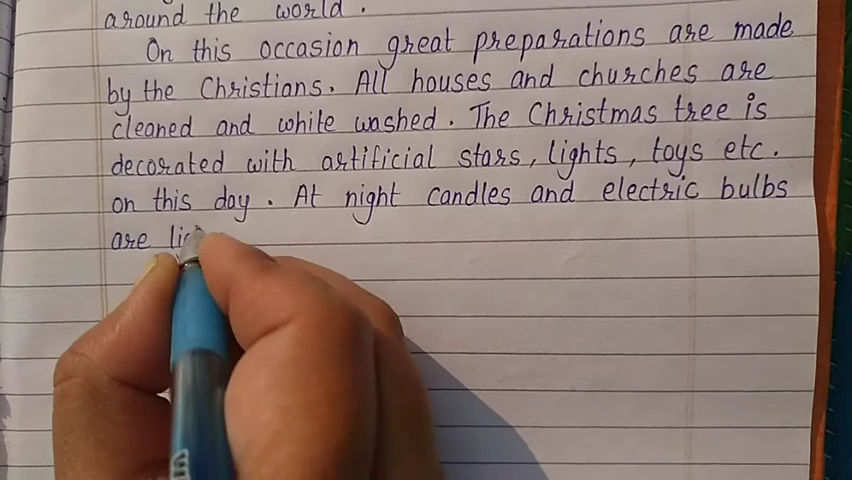 around the world.
On this occasion great preparations are made
by the Christians. All houses and churches are
cleaned and white washed. The Christmas tree is
decorated with artificial stars, lights, toys etc.
on this day. At night candles and electric bulbs
are